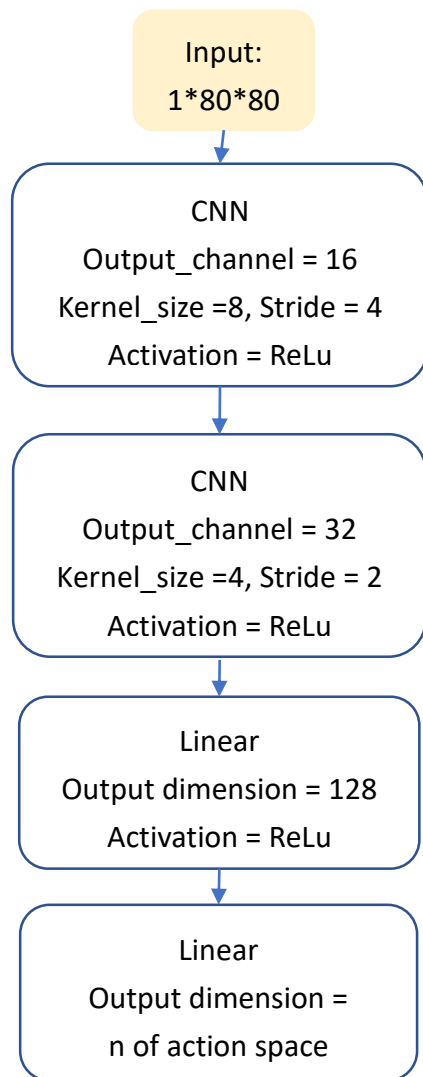 Input:
1*80*80
CNN
Output_channel = 16
Kernel_size =8, Stride = 4
Activation = ReLu
CNN
Output_channel = 32
Kernel_size =4, Stride = 2
Activation = ReLu
Linear
Output dimension = 128
Activation = ReLu
Linear
Output dimension =
n of action space